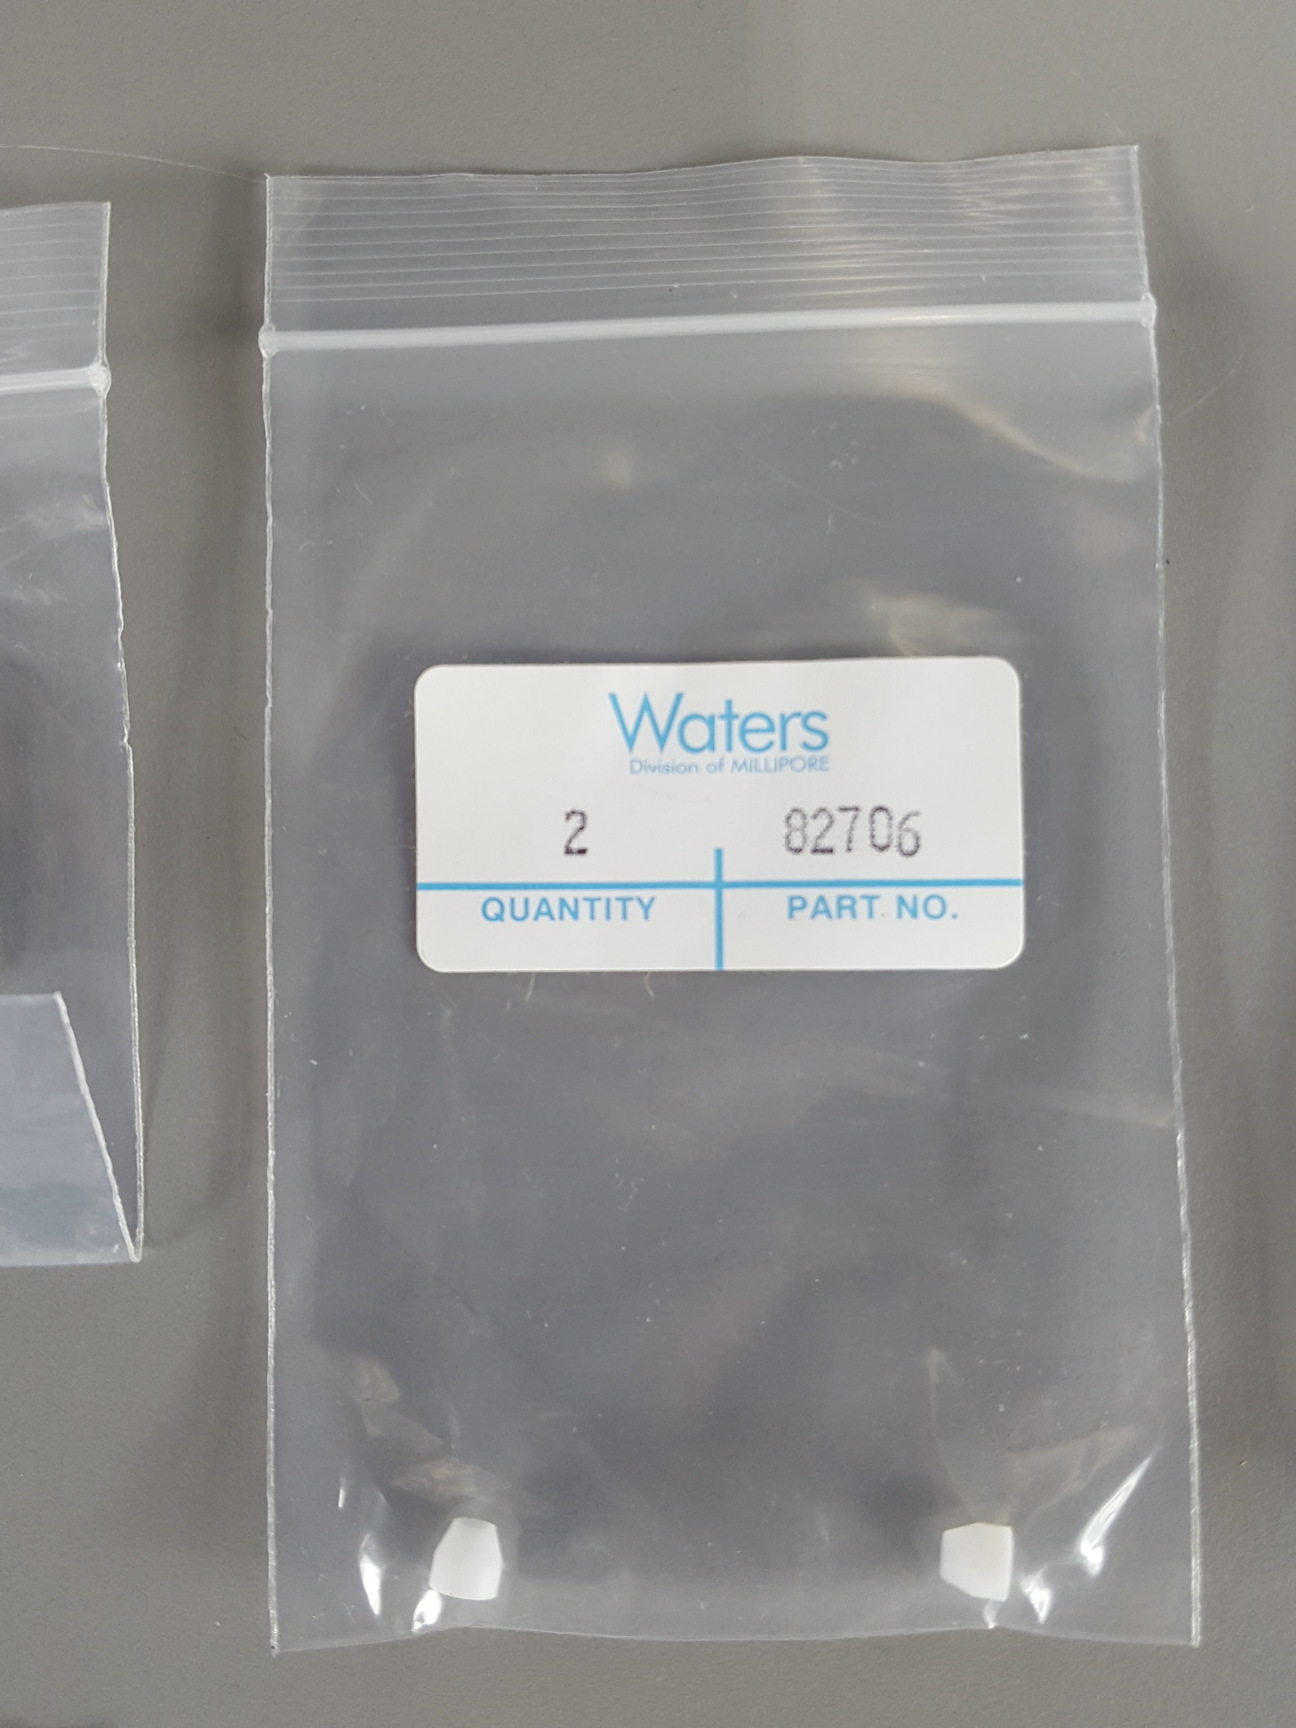 Waters
Division of MILLIPORE
2 82706
QUANTITY PART NO.